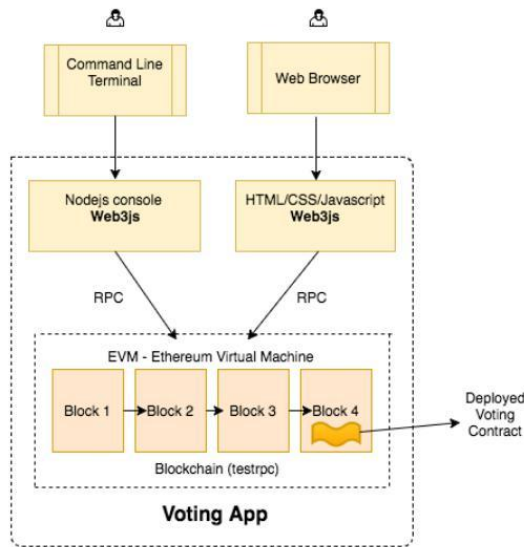 Command Line
Terminal
Web Browser
Nodejs console
Web3js
HTML/CSS/Javascript
Web3js
RPC
RPC
EVM - Ethereum Virtual Machine
Block 1
Block 2
Block 3
Block 4
Deployed
Voting
Contract
Blockchain (testrpc)
Voting App